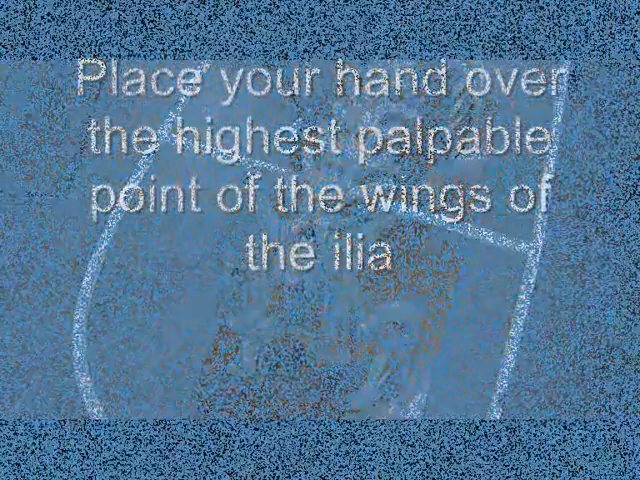 Place your hand over
the highest palpable
point of the wings of
the ilia